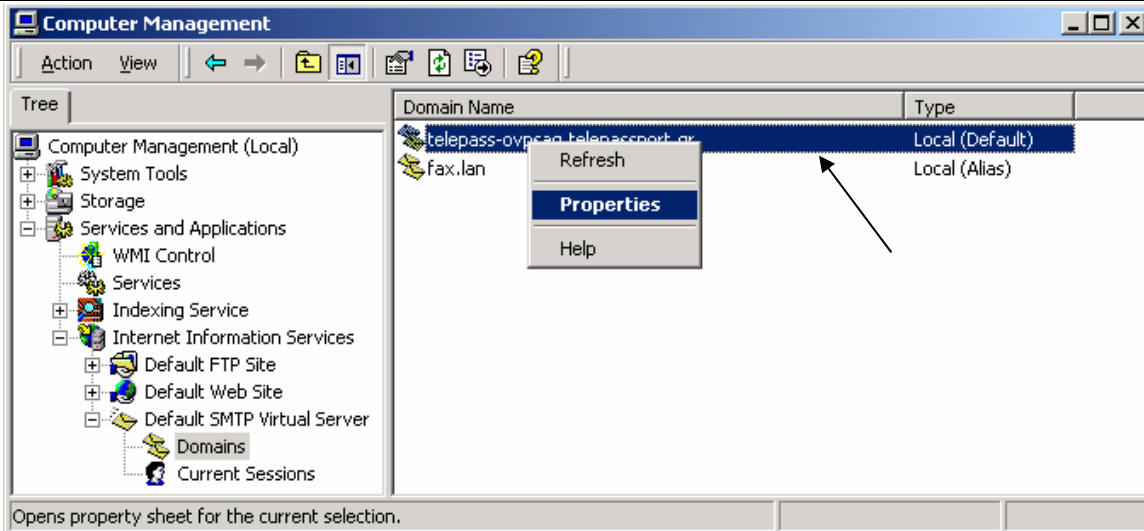 Computer Management
Action View
Tree
Domain Name Type
Computer Management (Local)
System Tools
Storage
Services and Applications
WMI Control
Services
Indexing Service
Internet Information Services
Default FTP Site
Default Web Site
Default SMTP Virtual Server
Domains
Current Sessions
telepass-ovpsag.telepassport.gr Local (Default)
fax.lan Local (Alias)
Refresh
Properties
Help
Opens property sheet for the current selection.